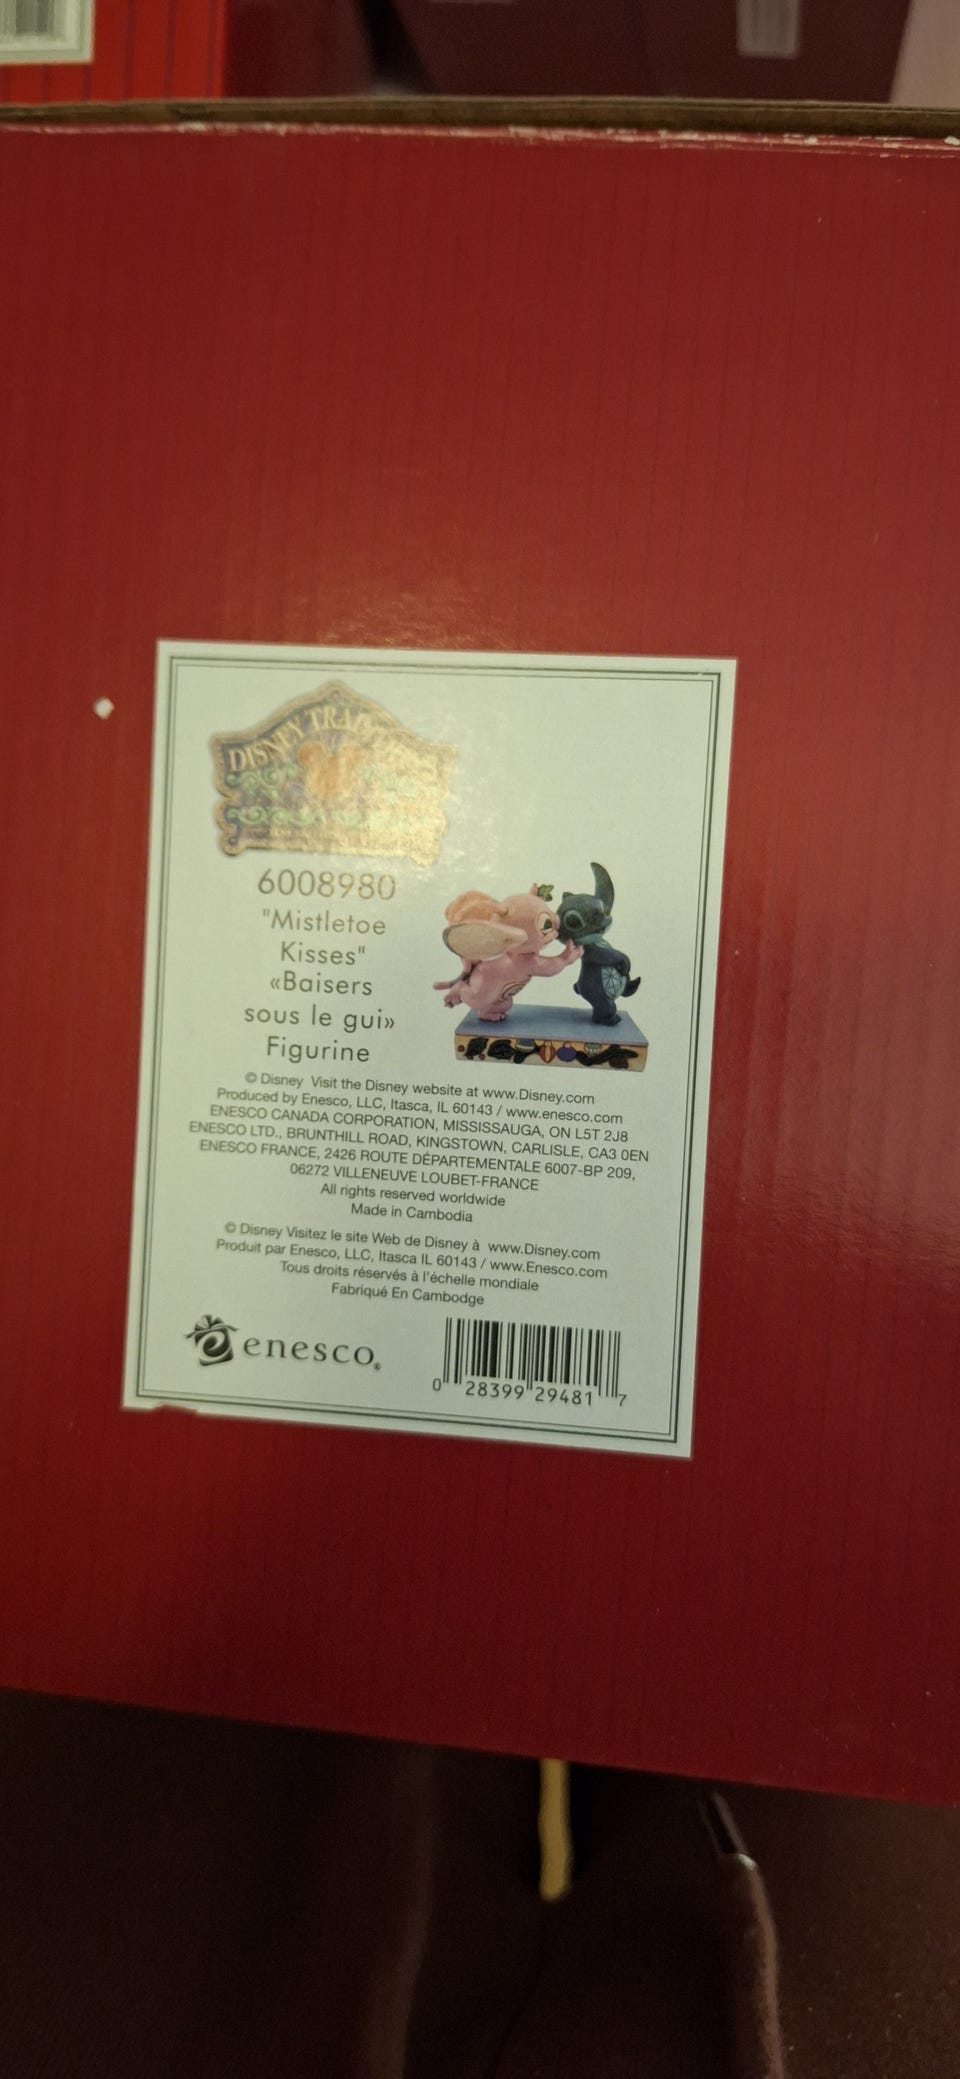 DISNEY TRADITIONS
6008980
"Mistletoe
Kisses"
«Baisers
sous le gui»
Figurine
© Disney Visit the Disney website at www.Disney.com
Produced by Enesco, LLC, Itasca, IL 60143 / www.enesco.com
ENESCO CANADA CORPORATION, MISSISSAUGA, ON L5T 2J8
ENESCO LTD., BRUNTHILL ROAD, KINGSTOWN, CARLISLE, CA3 0EN
ENESCO FRANCE, 2426 ROUTE DÉPARTEMENTALE 6007-BP 209,
06272 VILLENEUVE LOUBET-FRANCE
All rights reserved worldwide
Made in Cambodia
© Disney Visitez le site Web de Disney à www.Disney.com
Produit par Enesco, LLC, Itasca IL 60143 / www.Enesco.com
Tous droits réservés à l'échelle mondiale
Fabriqué En Cambodge
enesco®
0 28399 29481 7